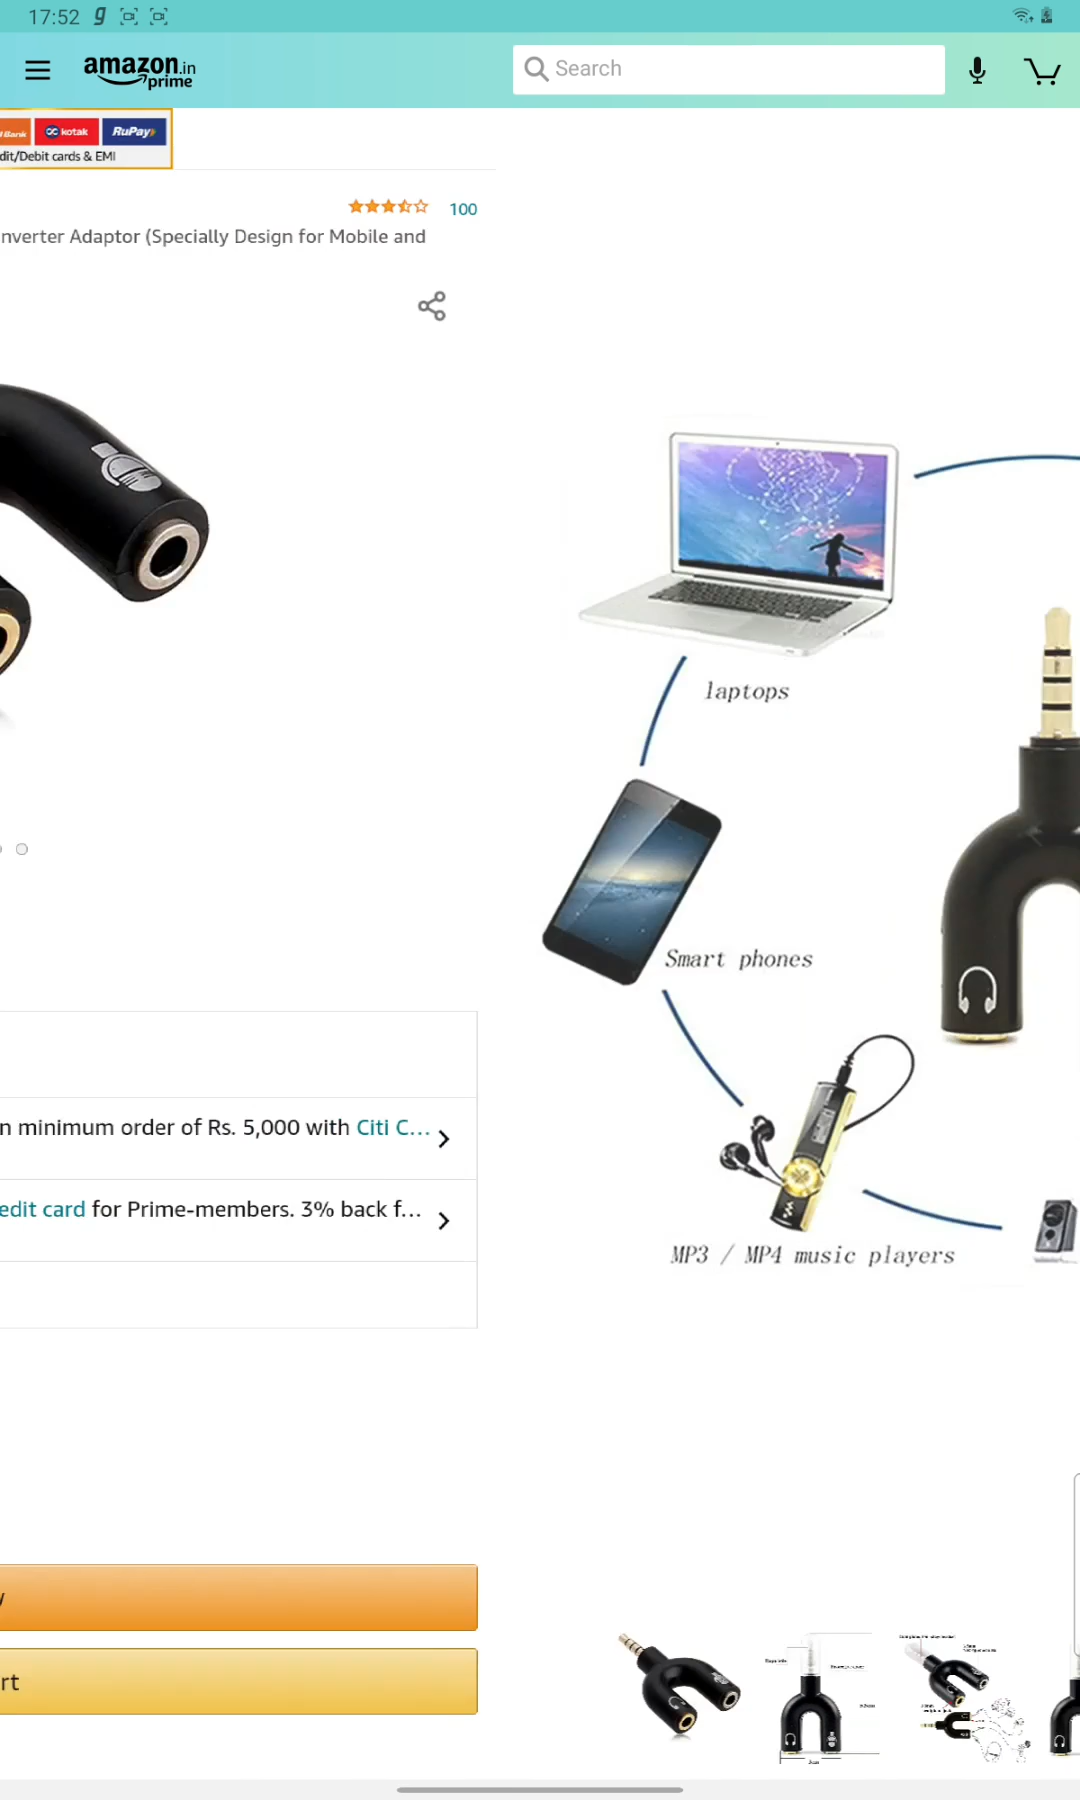 17:52
amazon.in
prime
Search
kotak
RuPay
dit/Debit cards & EMI
100
nverter Adaptor (Specially Design for Mobile and
laptops
Smart phones
n minimum order of Rs. 5,000 with Citi C...
edit card for Prime-members. 3% back f...
MP3 / MP4 music players
rt